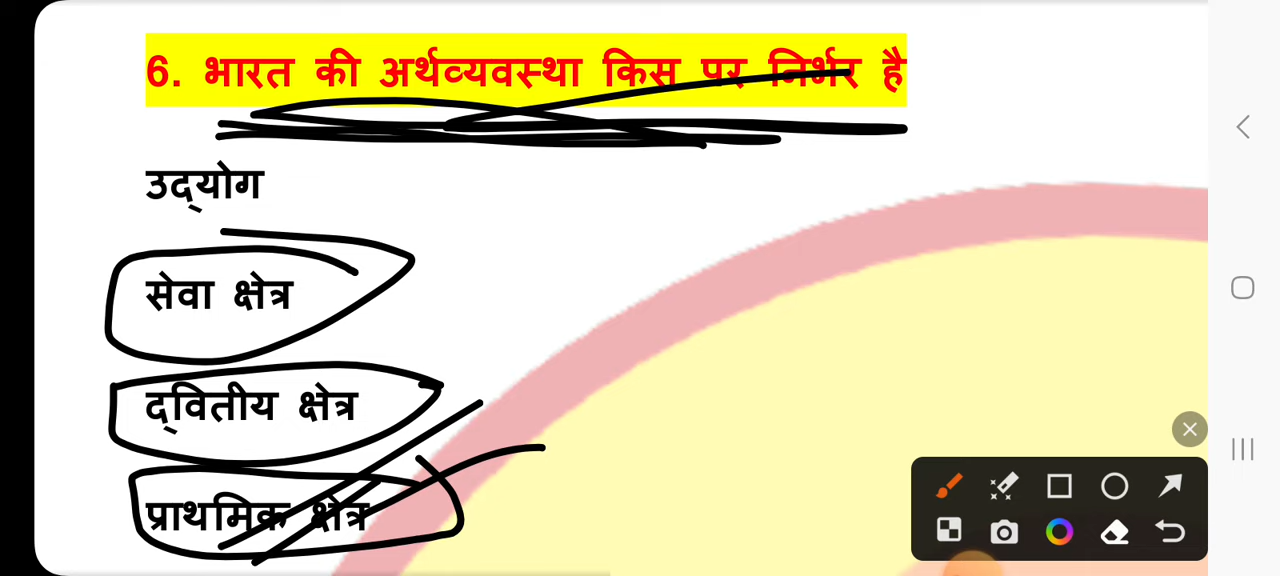 6. भारत की अर्थव्यवस्था किस पर निर्भर है
उद्योग
सेवा क्षेत्र
द्वितीय क्षेत्र
प्राथमिक क्षेत्र